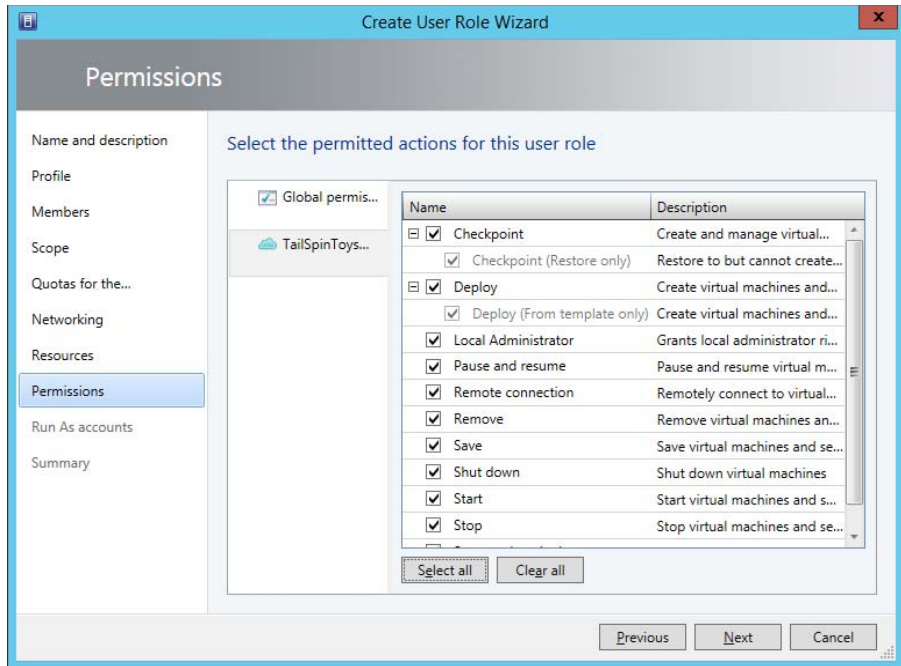 Create User Role Wizard
x
Permissions
Name and description
Profile
Members
Scope
Quotas for the...
Networking
Resources
Permissions
Run As accounts
Summary
Select the permitted actions for this user role
Global permis...
TailSpinToys...
Name Description
Checkpoint Create and manage virtual...
Checkpoint (Restore only) Restore to but cannot create...
Deploy Create virtual machines and...
Deploy (From template only) Create virtual machines and...
Local Administrator Grants local administrator ri...
Pause and resume Pause and resume virtual m...
Remote connection Remotely connect to virtual...
Remove Remove virtual machines an...
Save Save virtual machines and se...
Shut down Shut down virtual machines
Start Start virtual machines and s...
Stop Stop virtual machines and se...
Select all Clear all
Previous Next Cancel